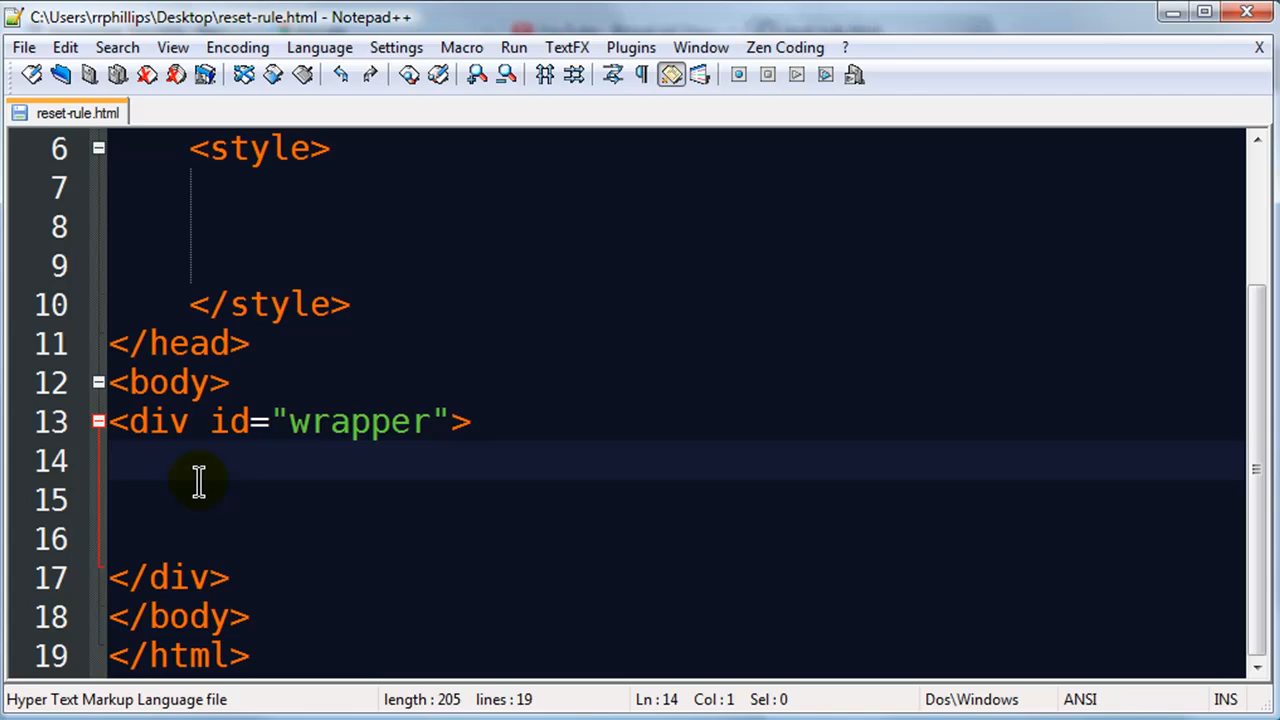 C:\Users\rrphillips\Desktop\reset-rule.html - Notepad++
File Edit Search View Encoding Language Settings Macro Run TextFX Plugins Window Zen Coding ? X
reset-rule.html
6 <style>
7
8
9
10 </style>
11 </head>
12 <body>
13 <div id="wrapper">
14
15
16
17 </div>
18 </body>
19 </html>
Hyper Text Markup Language file length : 205 lines : 19 Ln : 14 Col : 1 Sel : 0 Dos\Windows ANSI INS